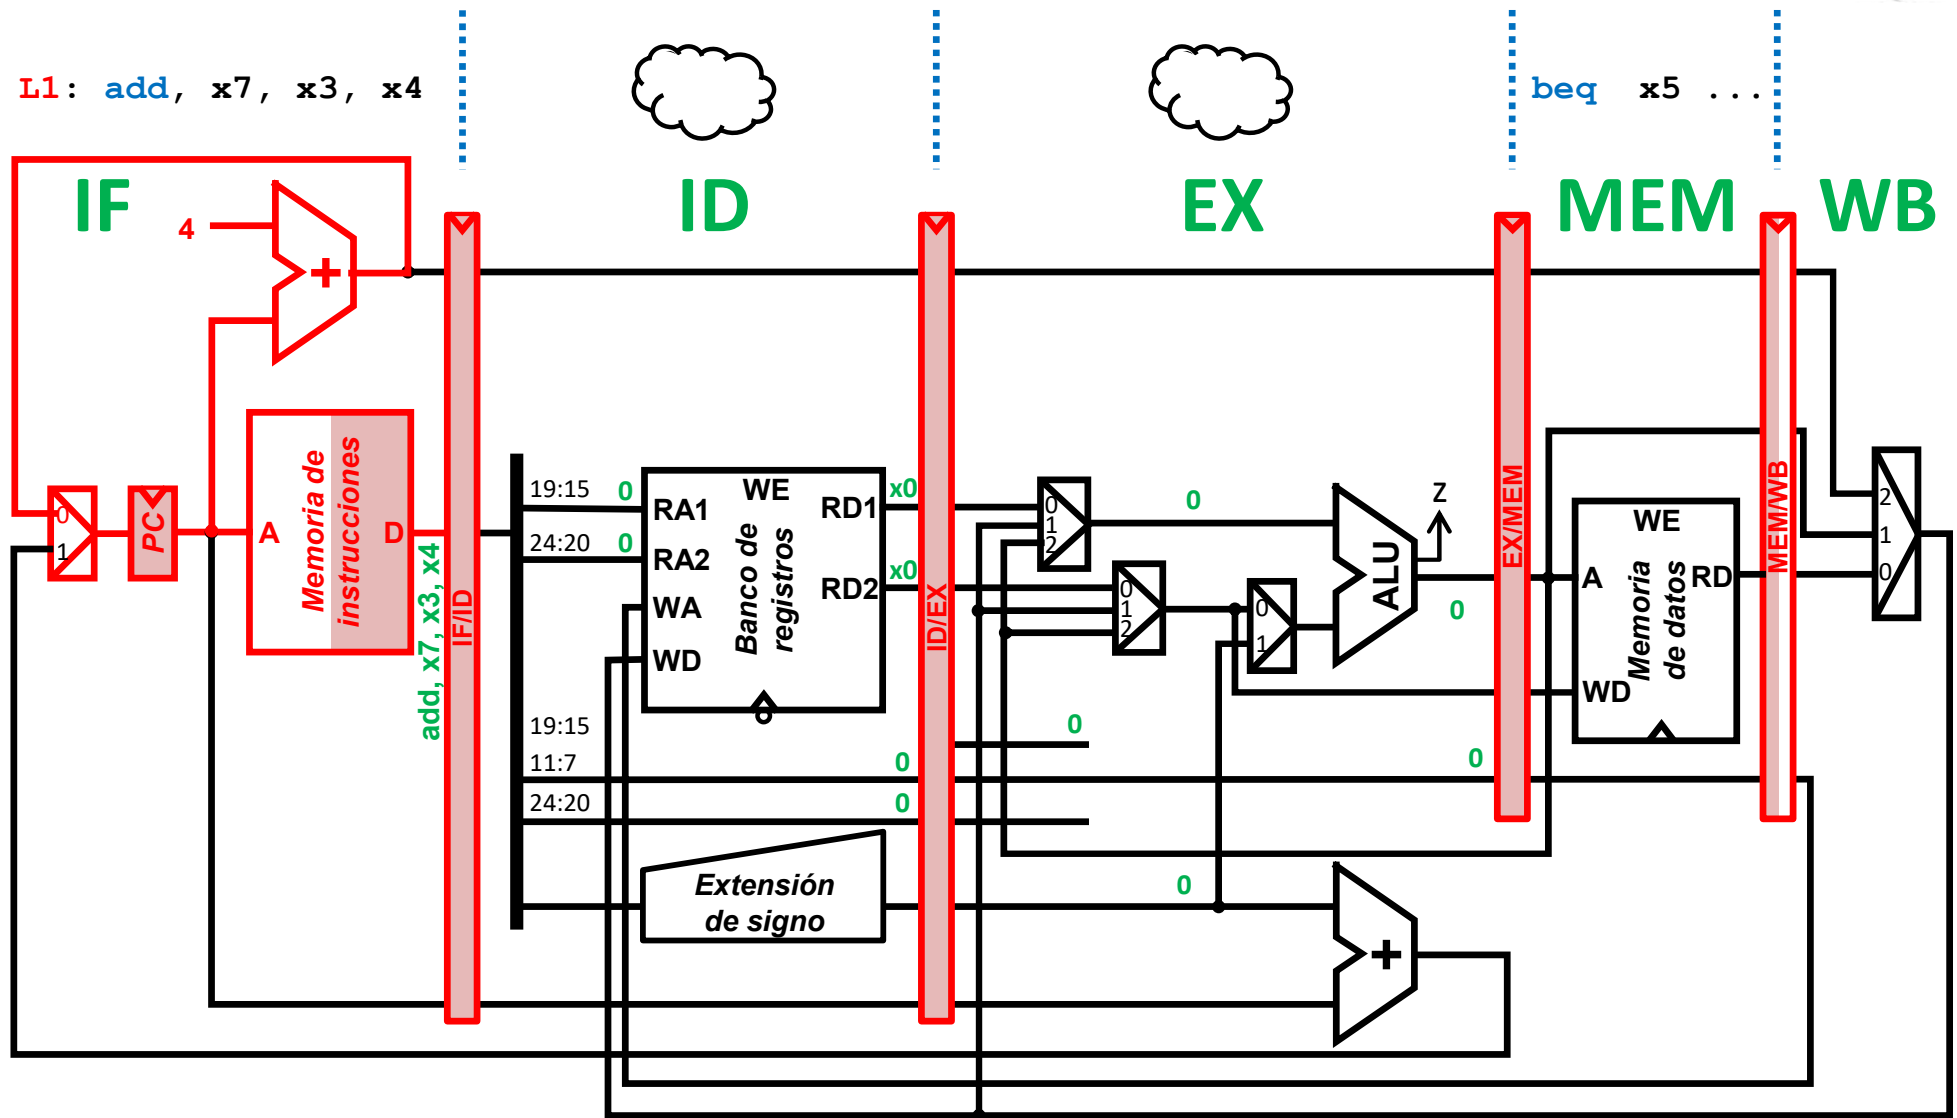 L1: add, x7, x3, x4
beq x5 ...
IF
ID
EX
MEM
WB
4
+
0
1
PC
A
Memoria de
instrucciones
D
add, x7, x3, x4
IF/ID
19:15
0
24:20
0
RA1
RA2
WA
WD
WE
Banco de
registros
RD1
RD2
x0
x0
19:15
11:7
24:20
0
0
Extensión
de signo
ID/EX
0
1
2
0
1
2
0
1
0
0
0
ALU
Z
0
0
+
EX/MEM
A
WD
WE
Memoria
de datos
RD
MEM/WB
2
1
0